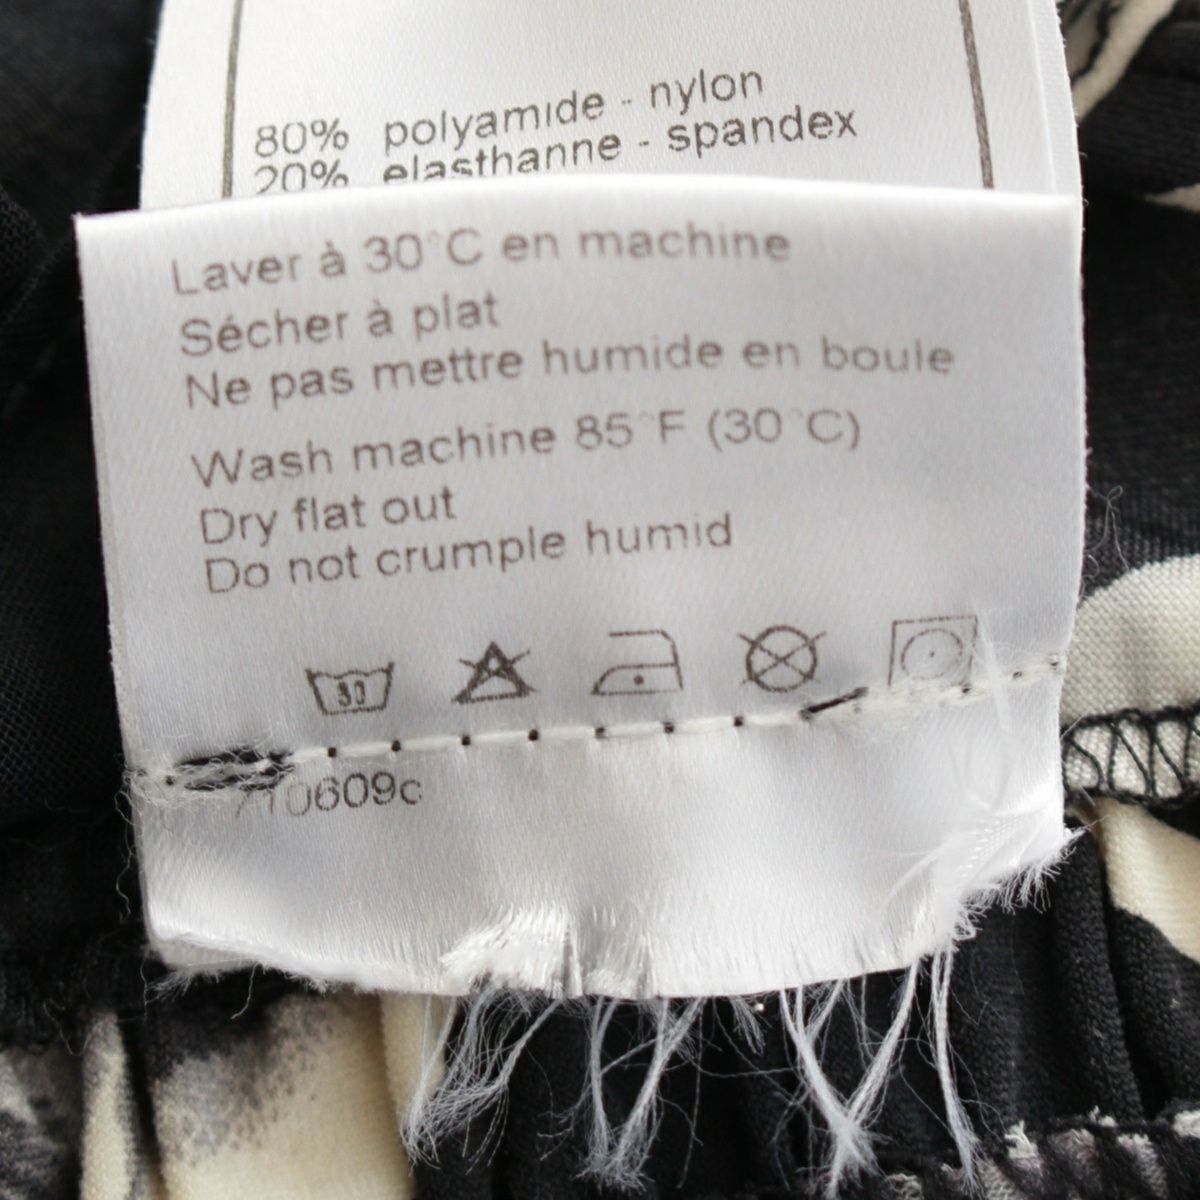 80% polyamide - nylon
20% elasthanne - spandex
Laver à 30°C en machine
Sécher à plat
Ne pas mettre humide en boule
Wash machine 85°F (30°C)
Dry flat out
Do not crumple humid
30
710609c